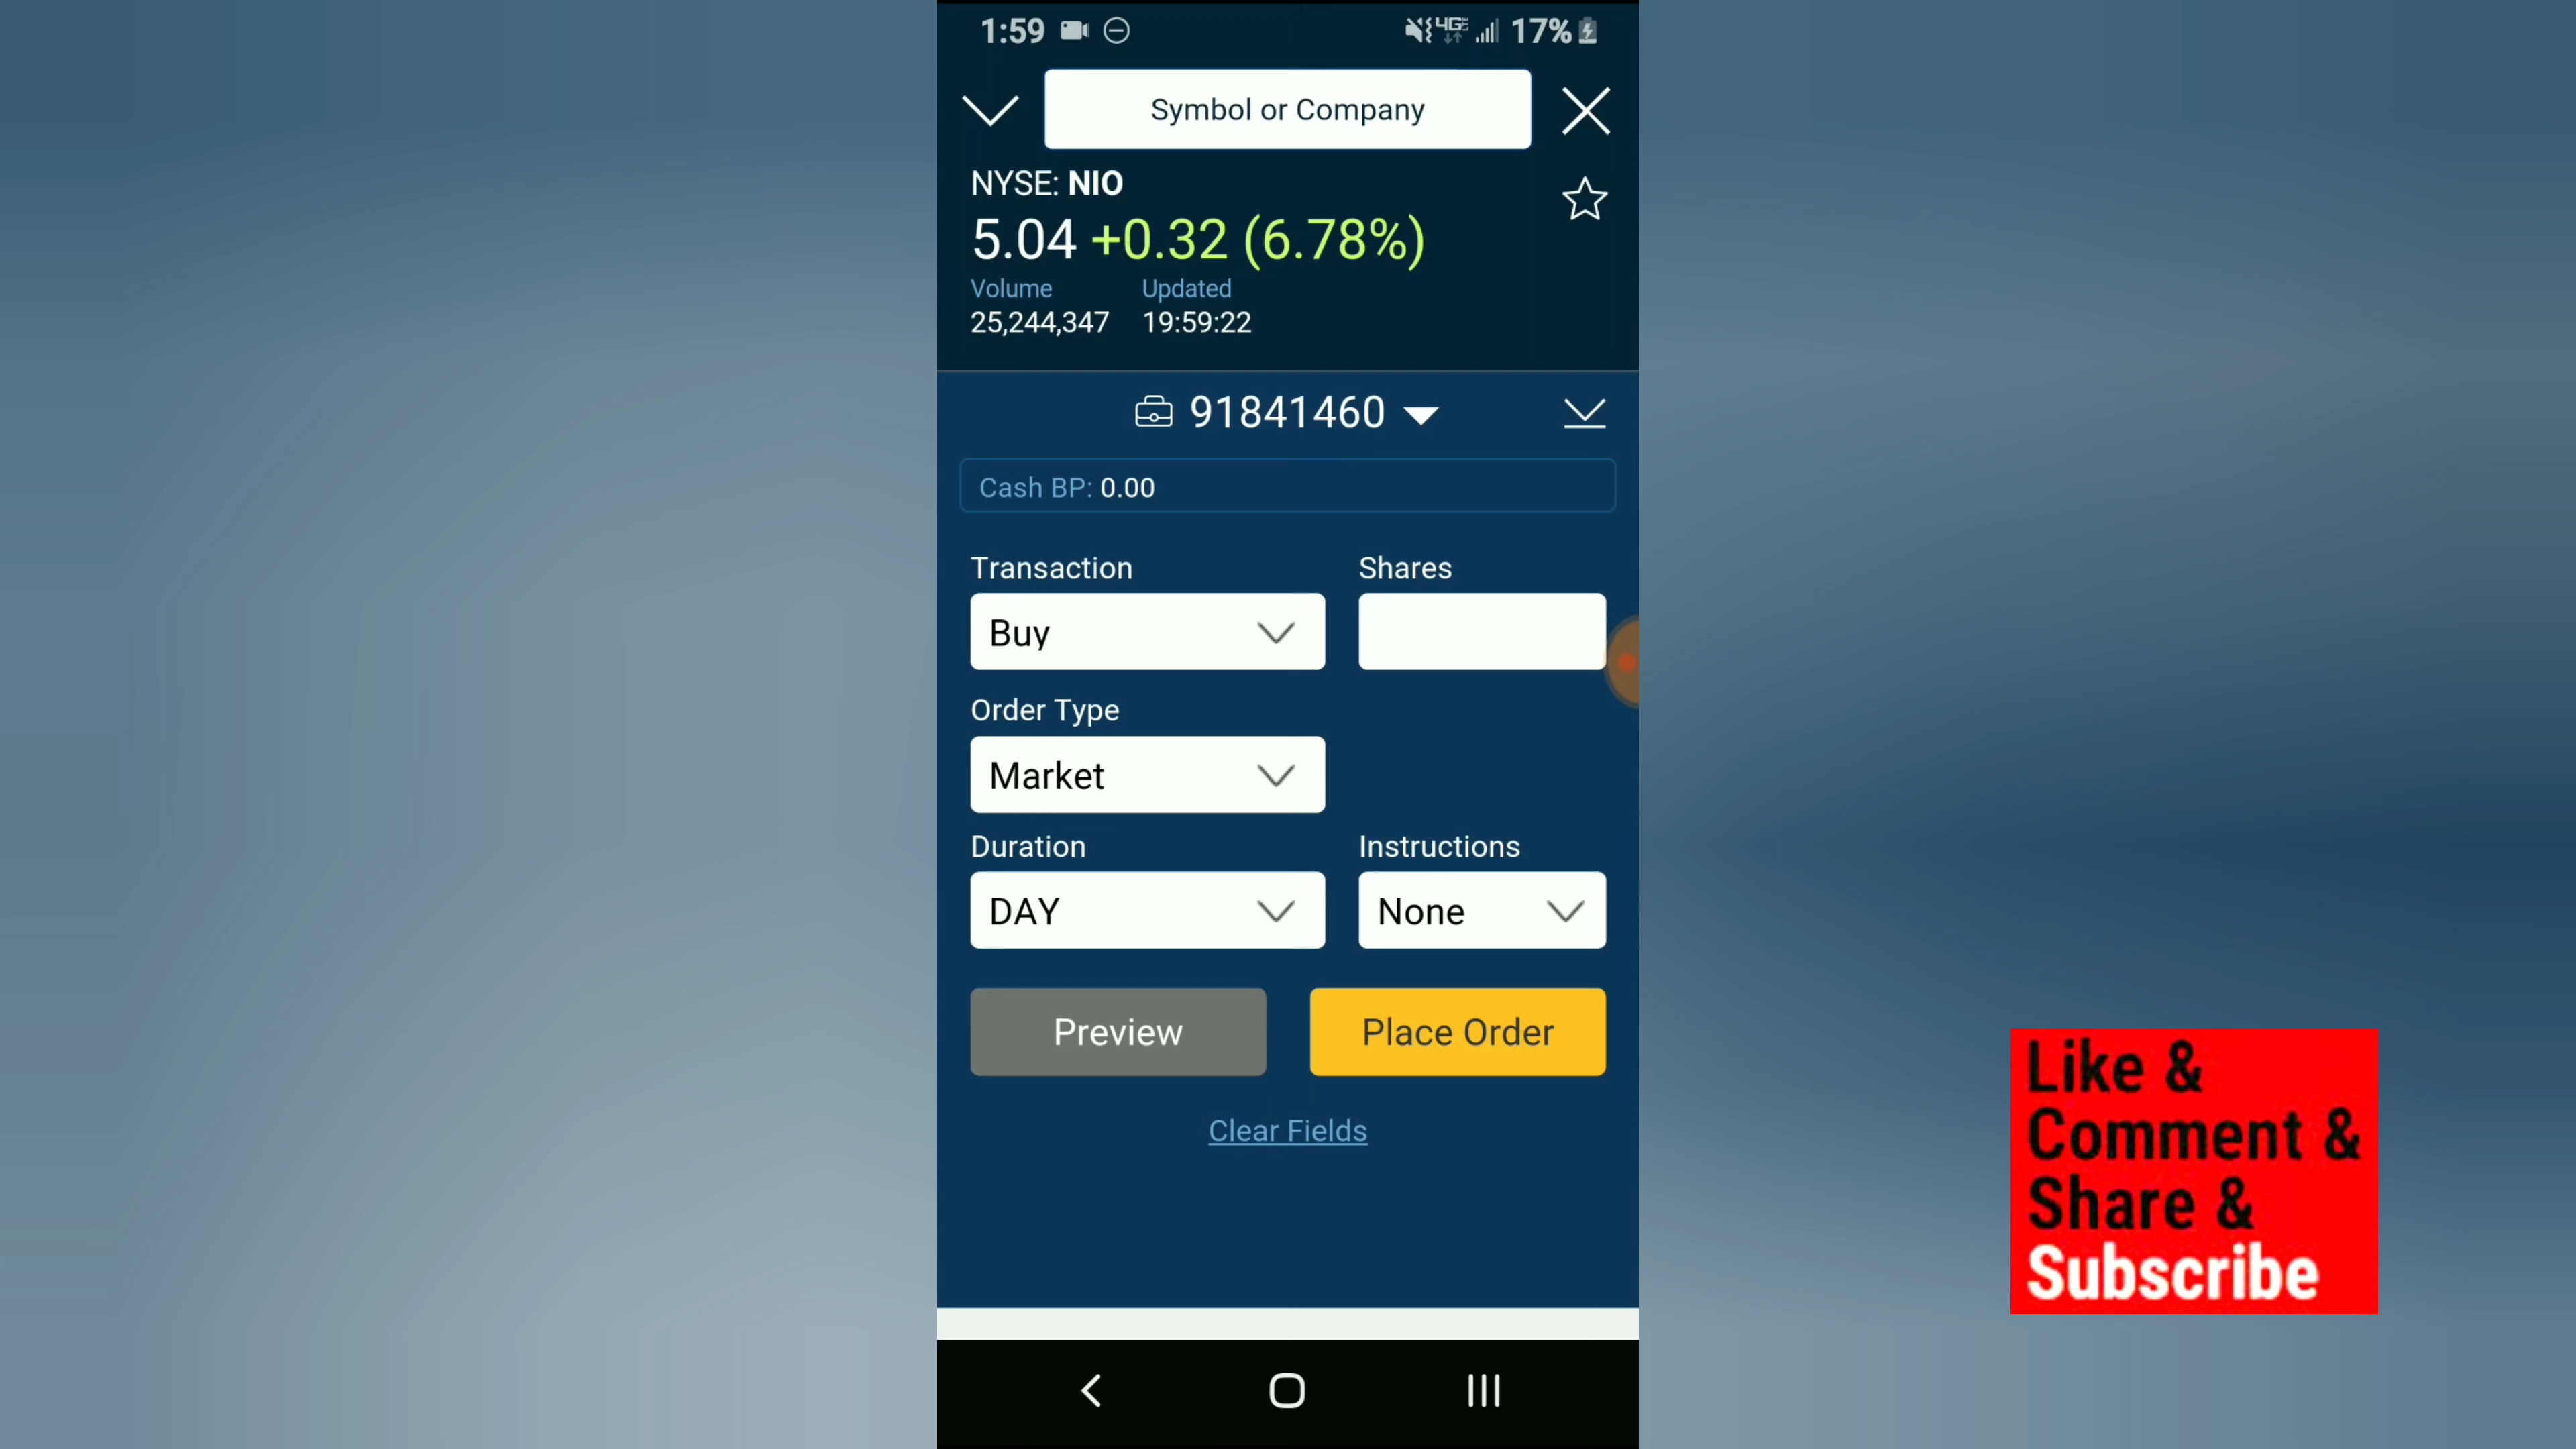 1:59 4G LTE 17%
Symbol or Company
NYSE: NIO
5.04 +0.32 (6.78%)
Volume Updated
25,244,347 19:59:22
91841460
Cash BP: 0.00
Transaction Shares
Buy
Order Type
Market
Duration Instructions
DAY None
Preview Place Order
Clear Fields
Like &
Comment &
Share &
Subscribe